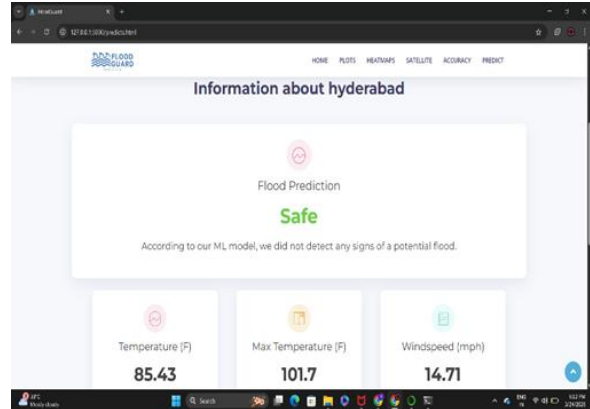 FLOOD
GUARD
HOME PLOTS HEATMAPS SATELLITE ACCURACY PREDICT
Information about hyderabad
Flood Prediction
Safe
According to our ML model, we did not detect any signs of a potential flood.
Temperature (F) Max Temperature (F) Windspeed (mph)
85.43 101.7 14.71
Search